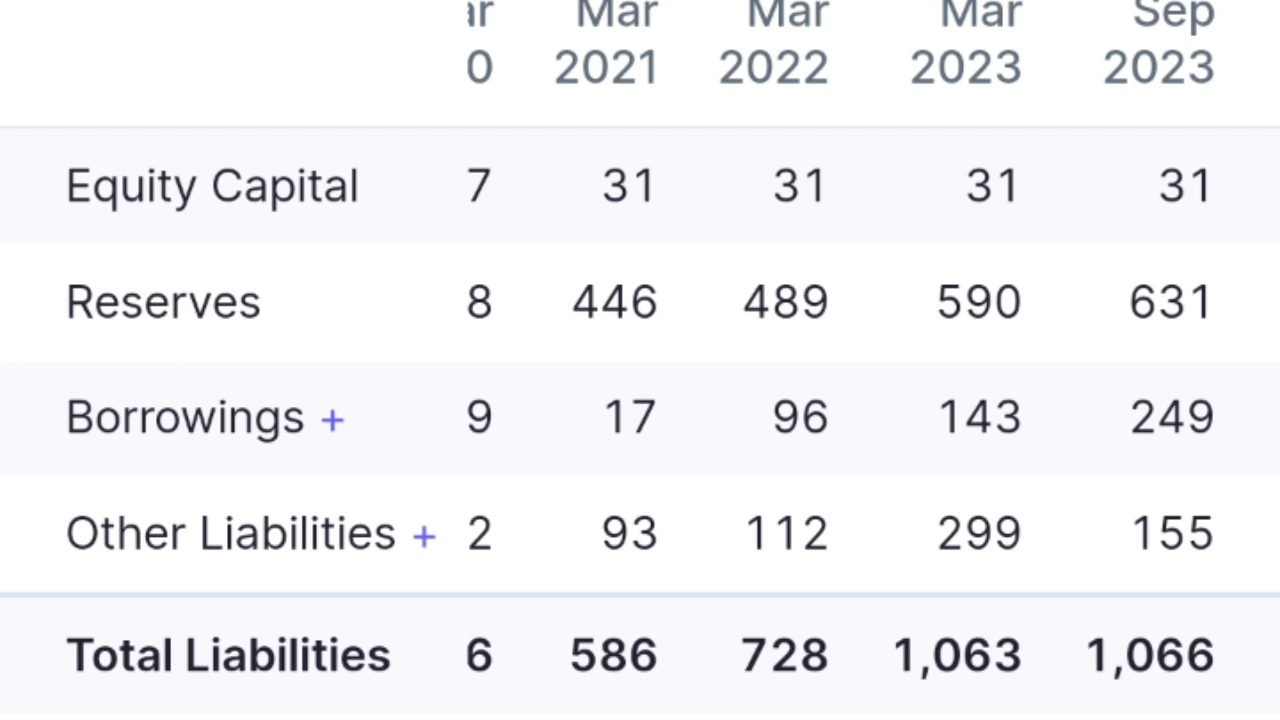 Mar Mar Mar Sep
0 2021 2022 2023 2023
Equity Capital 7 31 31 31 31
Reserves 8 446 489 590 631
Borrowings + 9 17 96 143 249
Other Liabilities + 2 93 112 299 155
Total Liabilities 6 586 728 1,063 1,066